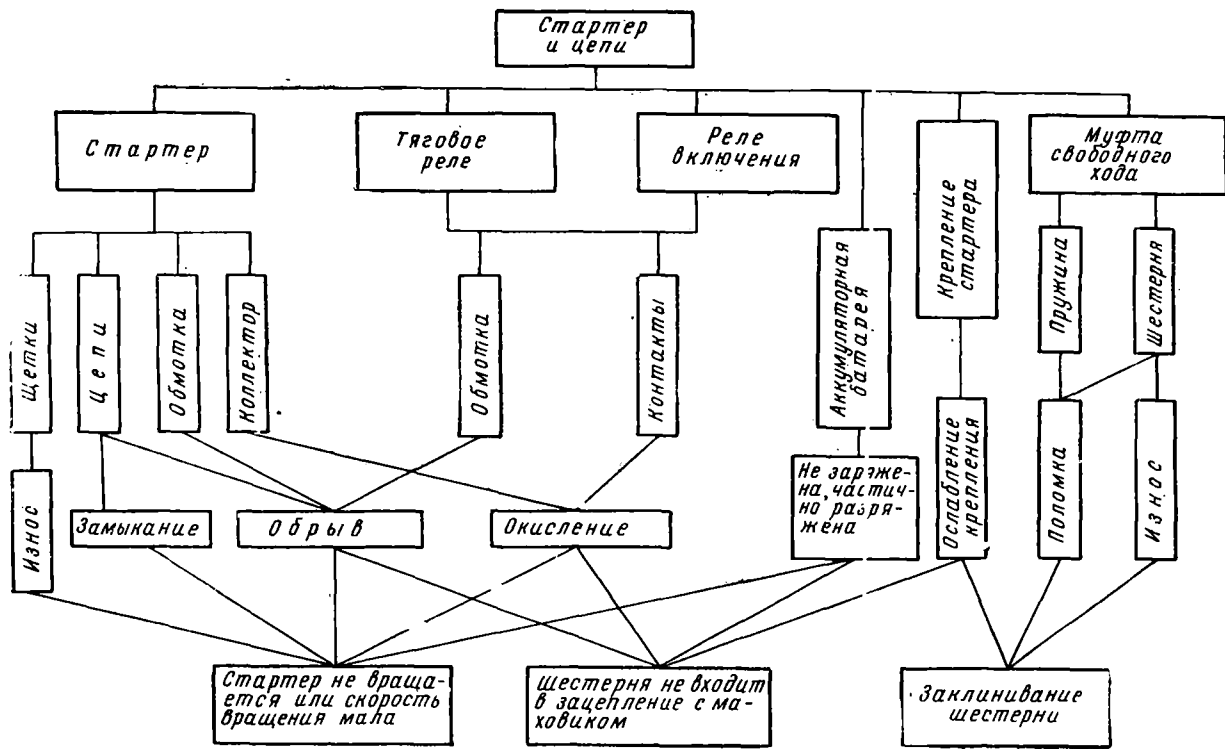 Стартер
и цепи
Стартер
Тяговое
реле
Реле
включения
Муфта
свободного
хода
Щетки
Цепи
Обмотка
Коллектор
Обмотка
Контакты
Аккумуляторная
батарея
Крепление
стартера
Пружина
Шестерня
Износ
Замыкание
Обрыв
Окисление
Не заряже-
на, частич-
но разря-
жена
Ослабление
крепления
Поломка
Износ
Стартер не враща-
ется или скорость
вращения мала
Шестерня не входит
в зацепление с ма-
ховиком
Заклинивание
шестерни